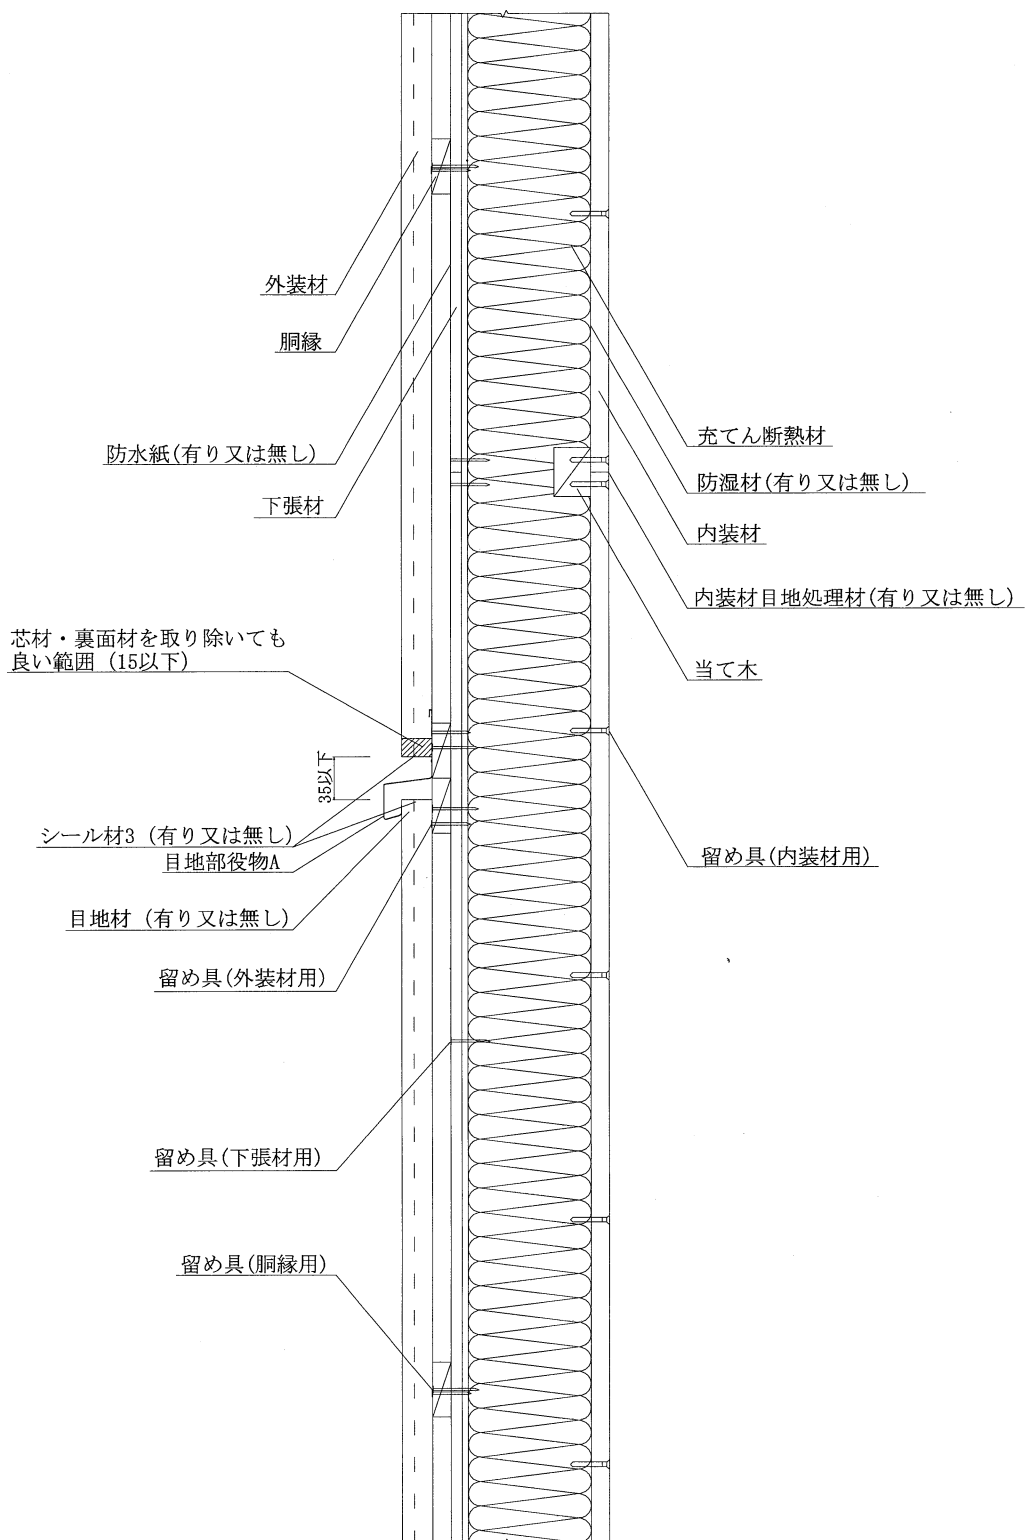 外装材
胴縁
防水紙(有り又は無し)
下張材
充てん断熱材
防湿材(有り又は無し)
内装材
内装材目地処理材(有り又は無し)
当て木
芯材・裏面材を取り除いても
良い範囲 (15以下)
35以下
シール材3 (有り又は無し)
目地部役物A
目地材 (有り又は無し)
留め具(外装材用)
留め具(内装材用)
留め具(下張材用)
留め具(胴縁用)